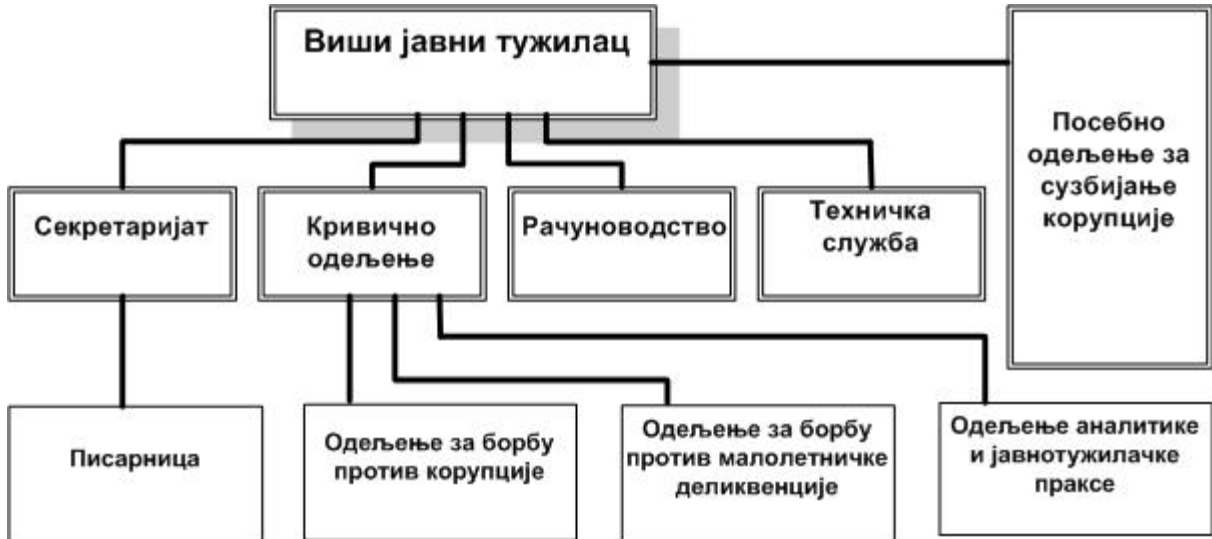 Виши јавни тужилац
Посебно
одељење за
сузбијање
корупције
Секретаријат
Кривично
одељење
Рачуноводство
Техничка
служба
Писарница
Одељење за борбу
против корупције
Одељење за борбу
против малолетничке
деликвенције
Одељење аналитике
и јавнотужилачке
праксе